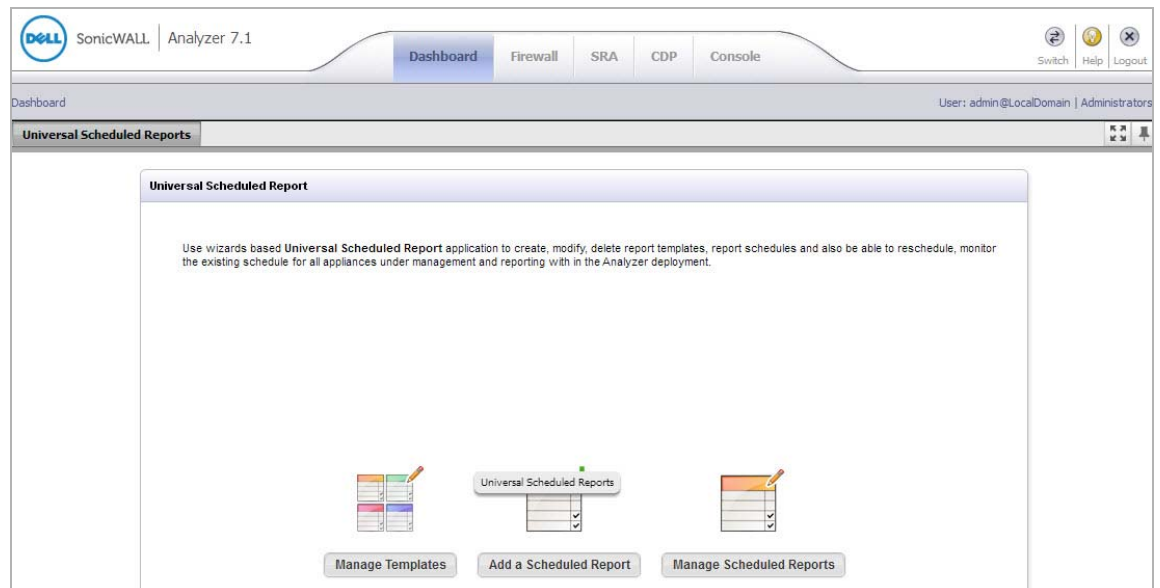 DELL SonicWALL Analyzer 7.1
Dashboard Firewall SRA CDP Console
Switch Help Logout
Dashboard User: admin@LocalDomain | Administrators
Universal Scheduled Reports
Universal Scheduled Report
Use wizards based Universal Scheduled Report application to create, modify, delete report templates, report schedules and also be able to reschedule, monitor
the existing schedule for all appliances under management and reporting with in the Analyzer deployment.
Universal Scheduled Reports
Manage Templates Add a Scheduled Report Manage Scheduled Reports